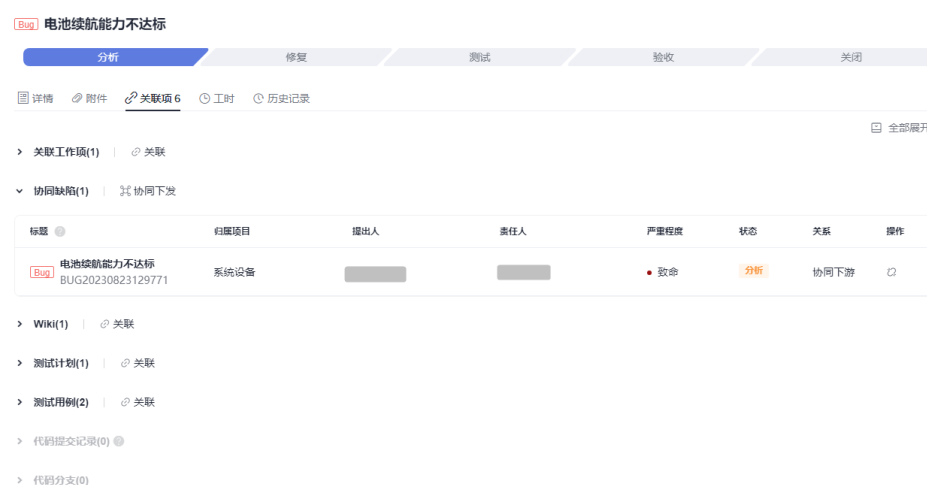 Bug 电池续航能力不达标
分析 修复 测试 验收 关闭
详情 附件 关联项 6 工时 历史记录
全部展开
关联工作项(1) 关联
协同缺陷(1) 协同下发
标题 归属项目 提出人 责任人 严重程度 状态 关系 操作
Bug 电池续航能力不达标 系统设备 致命 分析 协同下游
BUG20230823129771
Wiki(1) 关联
测试计划(1) 关联
测试用例(2) 关联
代码提交记录(0)
代码分支(0)